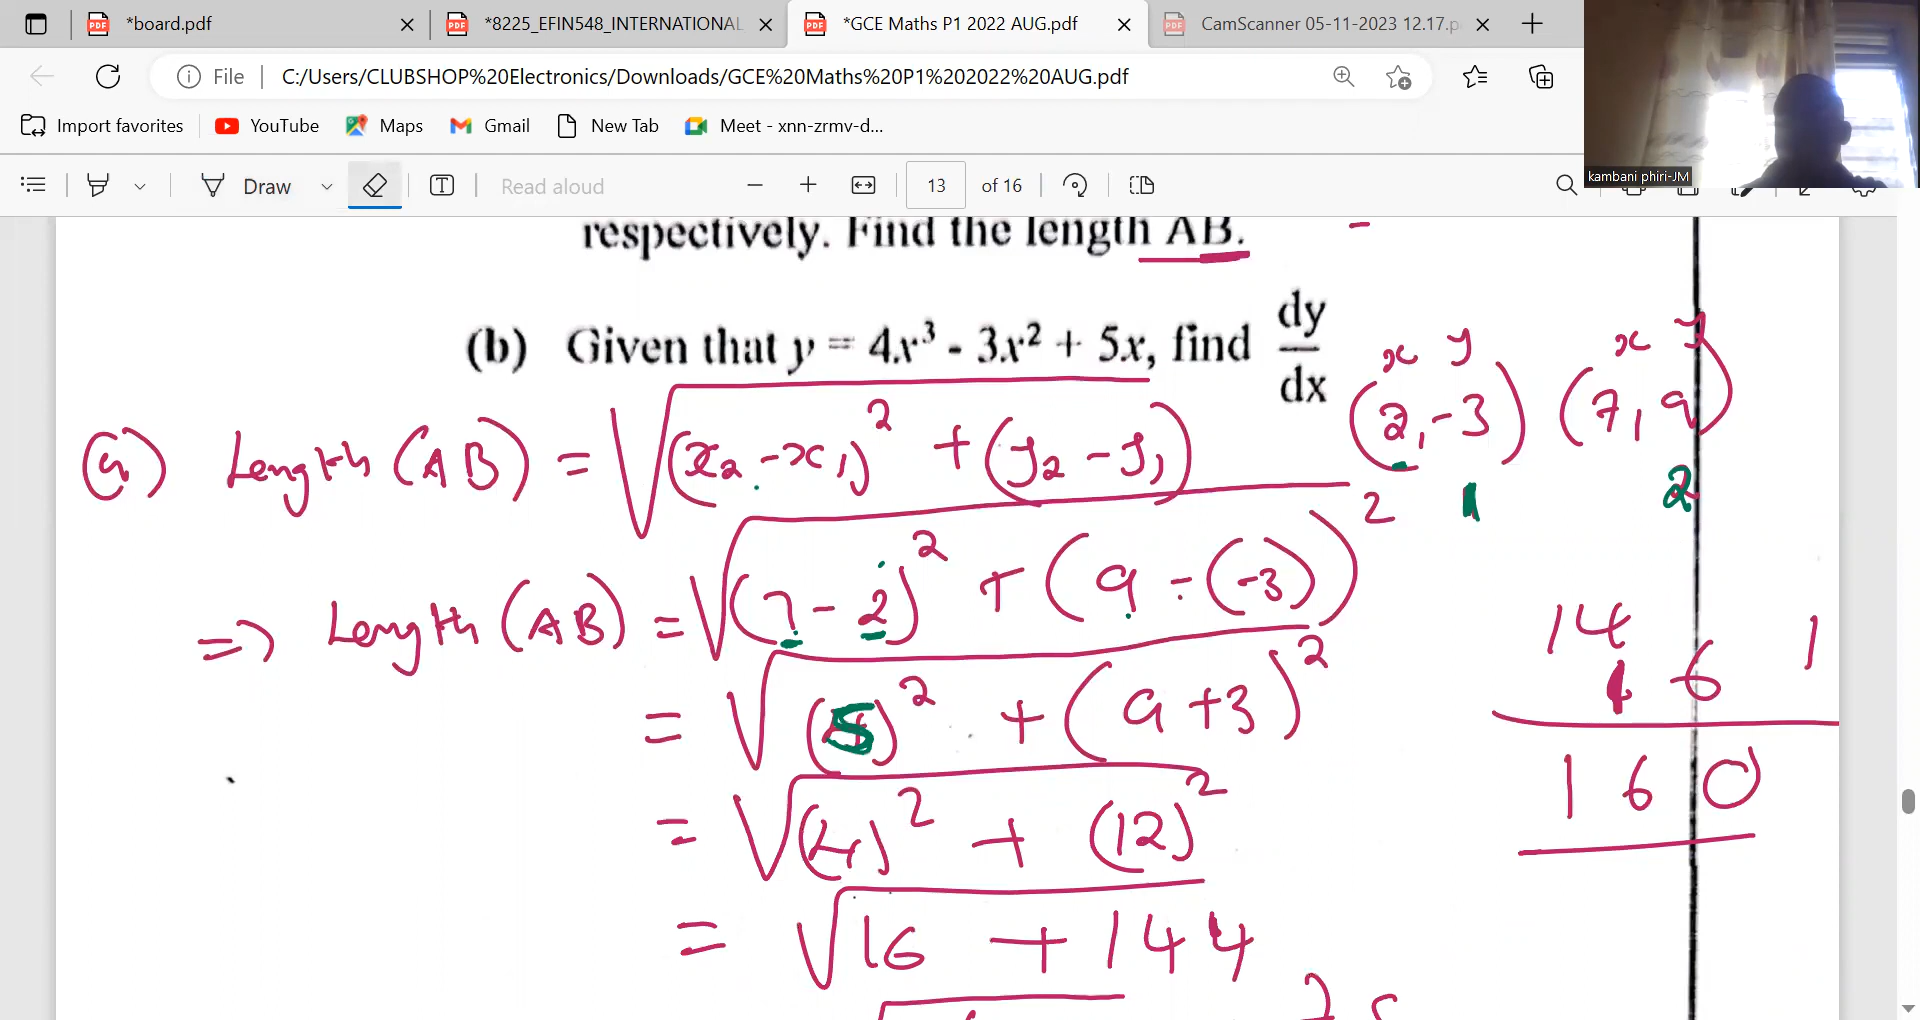 *board.pdf
*8225_EFIN548_INTERNATIONAL
*GCE Maths P1 2022 AUG.pdf
CamScanner 05-11-2023 12.17.p
File
C:/Users/CLUBSHOP%20Electronics/Downloads/GCE%20Maths%20P1%202022%20AUG.pdf
Import favorites
YouTube
Maps
Gmail
New Tab
Meet - xnn-zrmv-d...
kambani phiri-JM
Draw
Read aloud
13 of 16
respectively. Find the length AB.
(b) Given that y = 4x³ - 3x² + 5x, find dy/dx
x y x y
(2, -3) (7, 9)
1 2
(a) Length (AB) = √(x₂ - x₁)² + (y₂ - y₁)²
=> Length (AB) = √(7 - 2)² + (9 - (-3))²
= √(5)² + (9 + 3)²
= √(4)² + (12)²
= √16 + 144
14 1
1 6
1 6 0